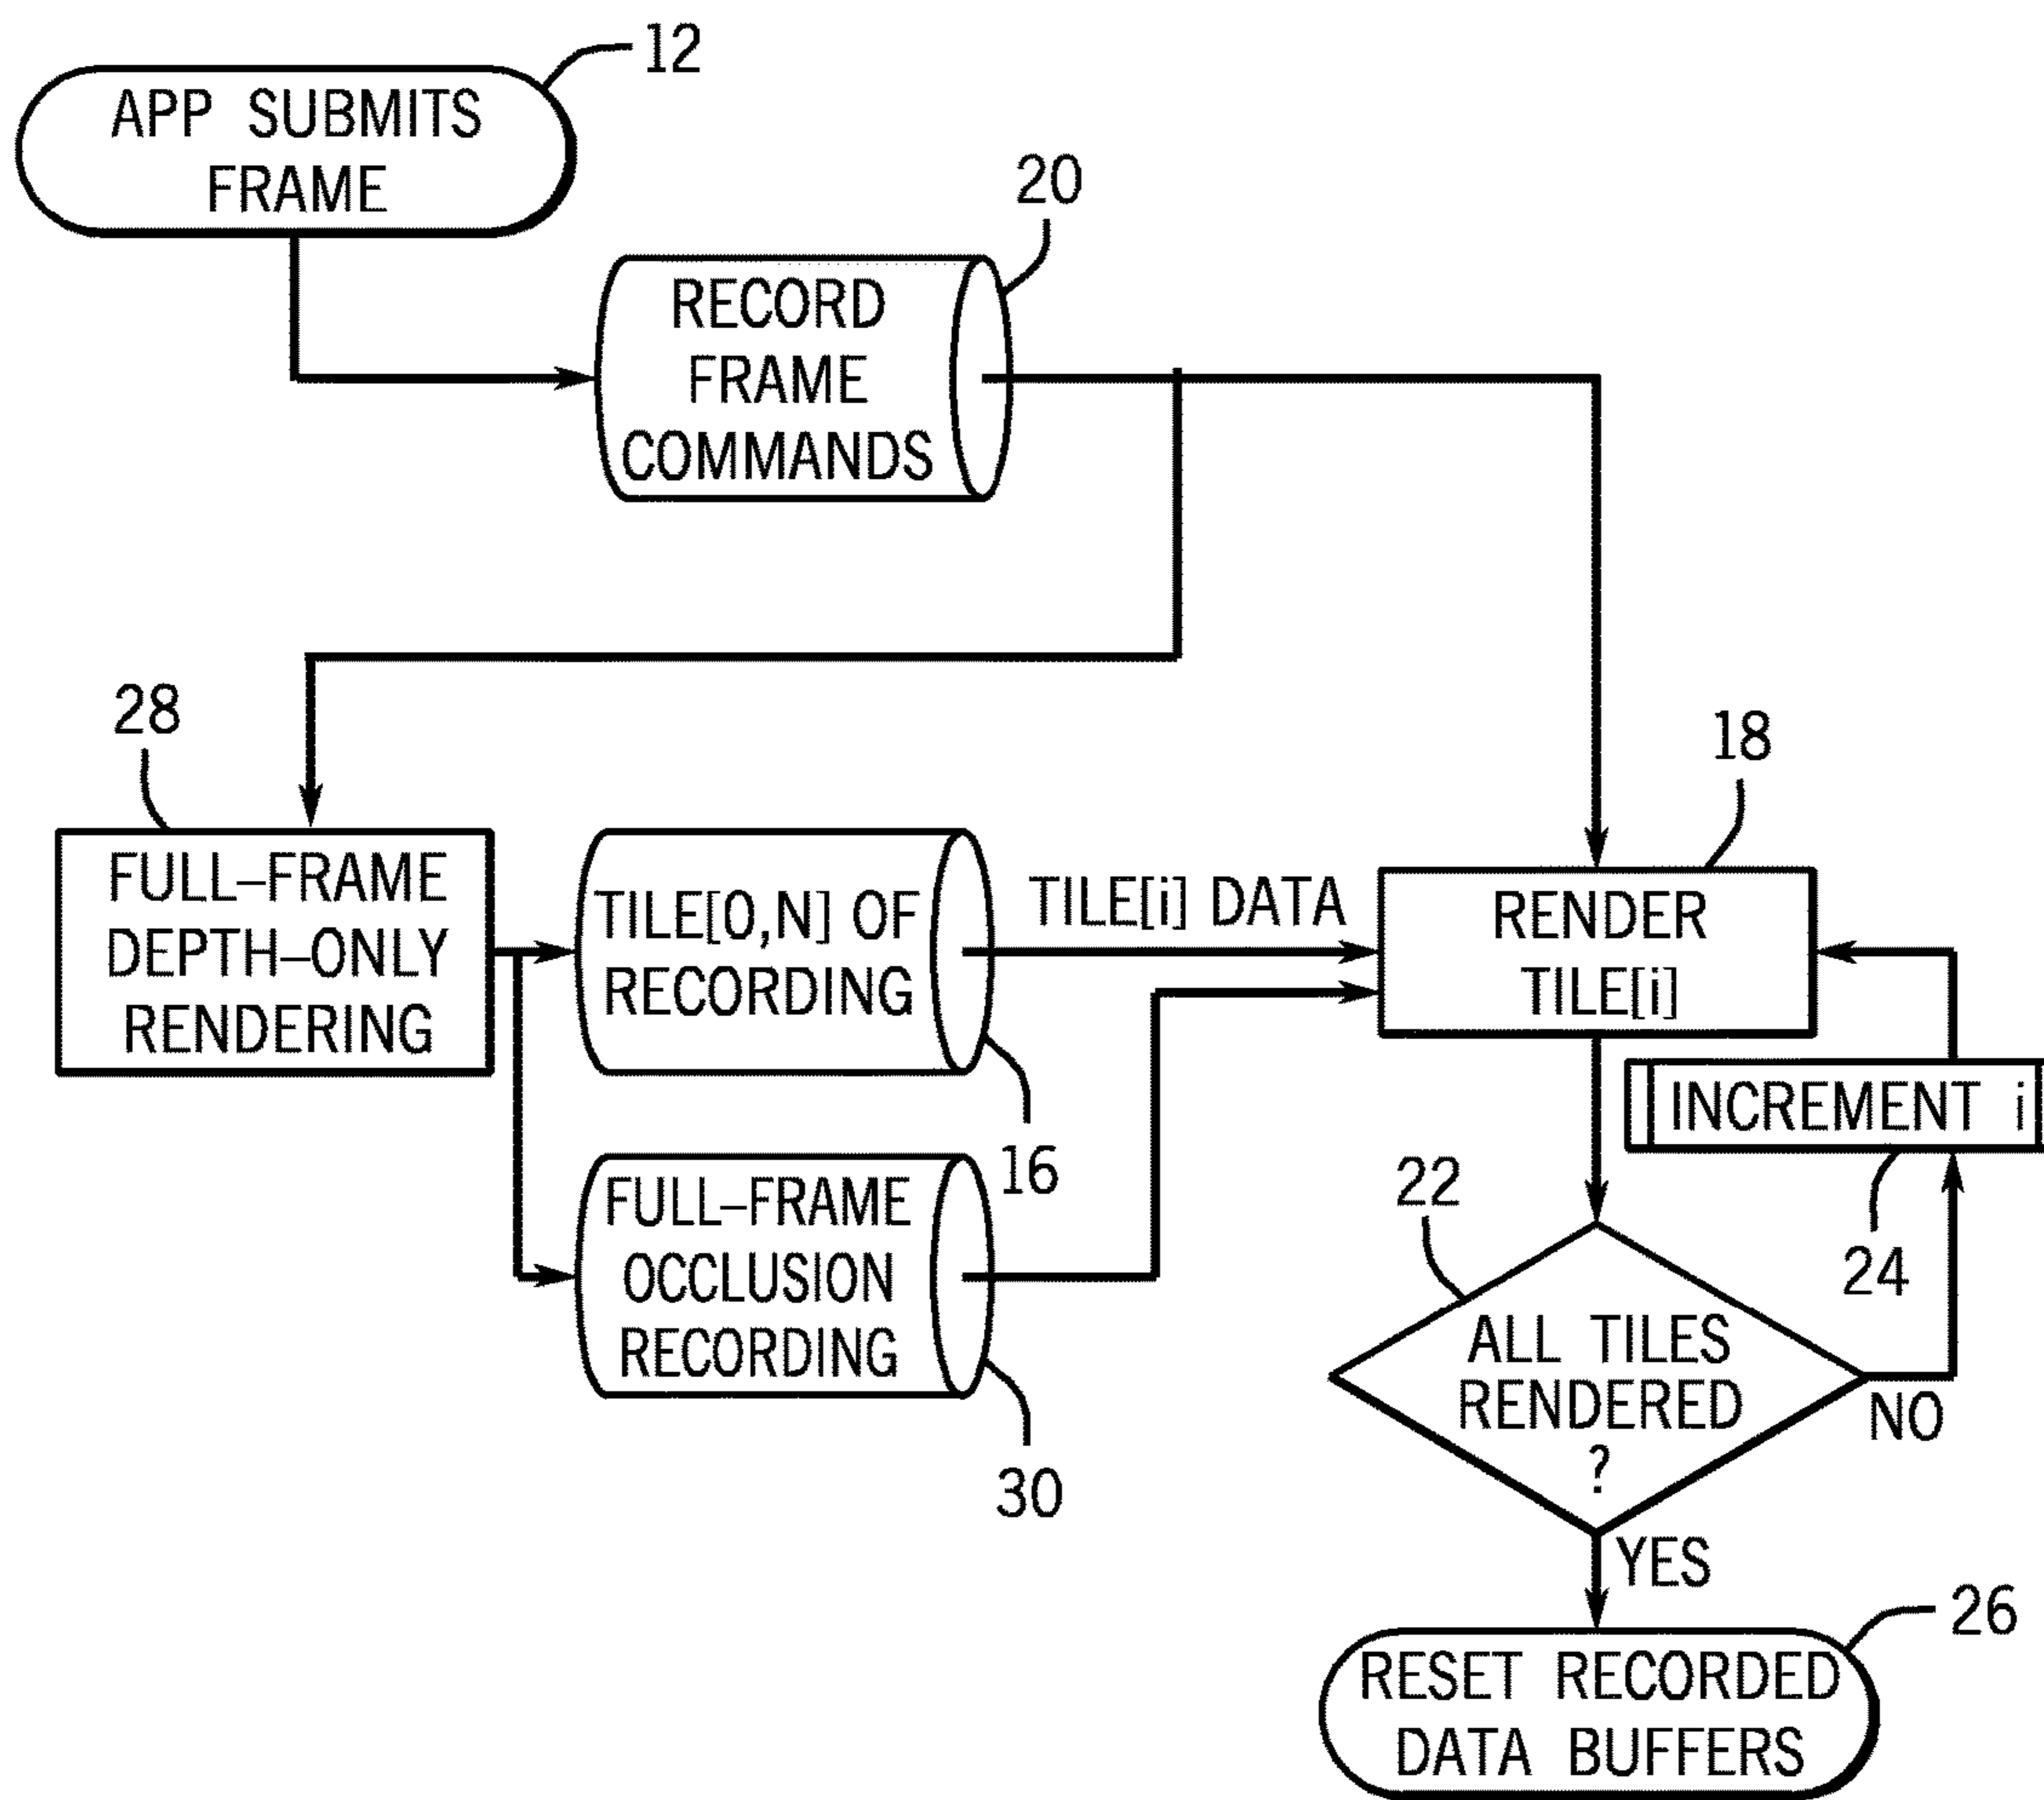 12
APP SUBMITS
FRAME
20
RECORD
FRAME
COMMANDS
28
FULL–FRAME
DEPTH–ONLY
RENDERING
TILE[0,N] OF
RECORDING
16
TILE[i] DATA
18
RENDER
TILE[i]
INCREMENT i
24
FULL–FRAME
OCCLUSION
RECORDING
30
22
ALL TILES
RENDERED
?
NO
YES
26
RESET RECORDED
DATA BUFFERS